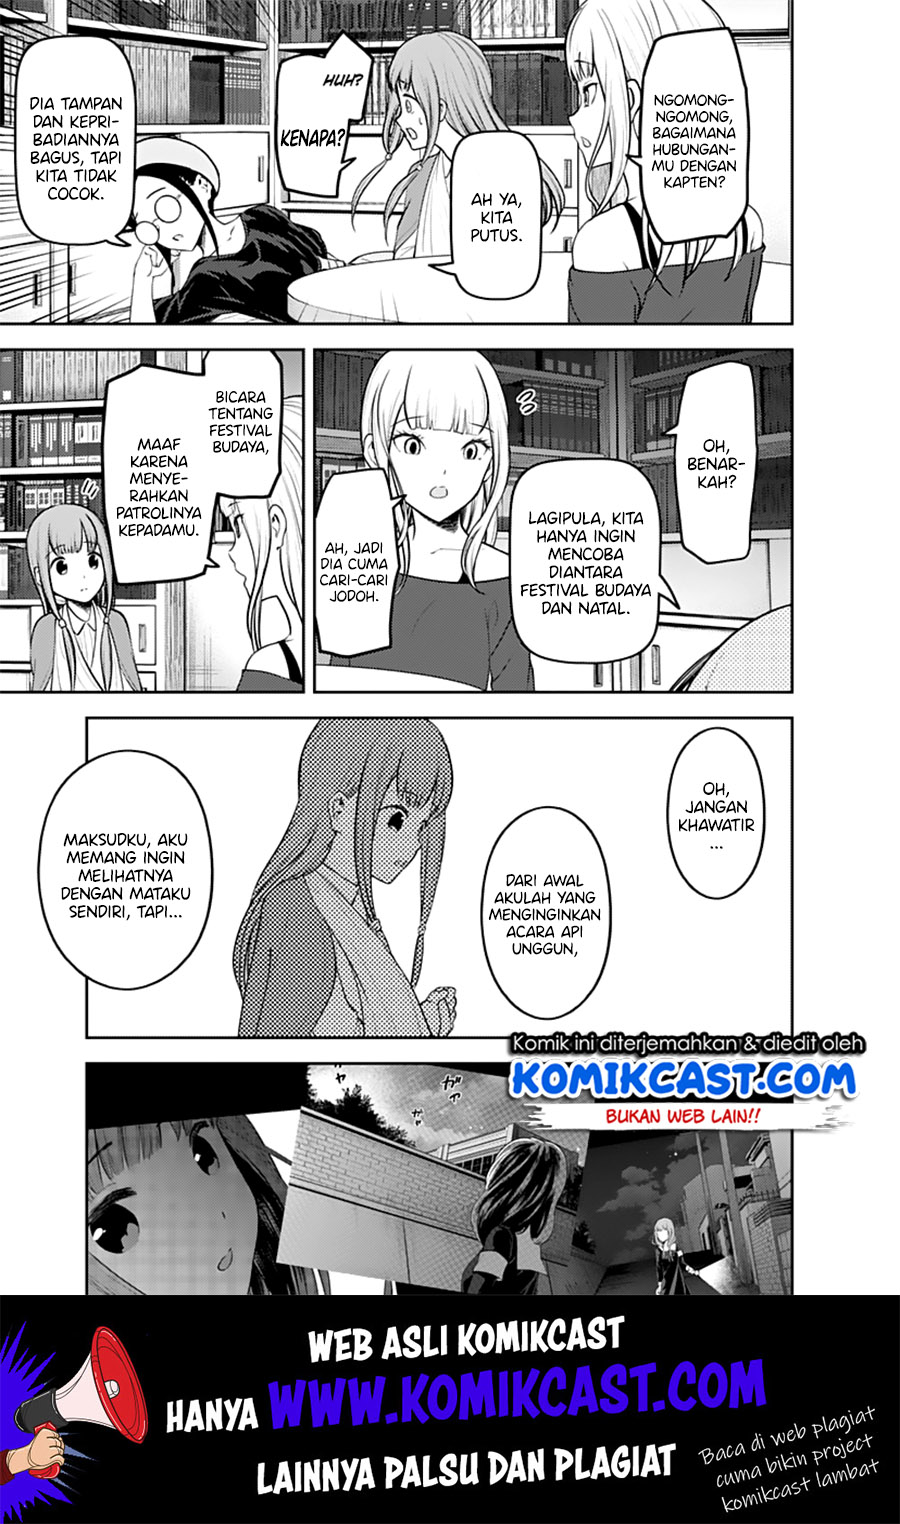 NGOMONG-
NGOMONG,
BAGAIMANA
HUBUNGAN-
MU DENGAN
KAPTEN?
AH YA,
KITA
PUTUS.
HUH?
KENAPA?
DIA TAMPAN
DAN KEPRI-
BADIANNYA
BAGUS, TAPI
KITA TIDAK
COCOK.
OH,
BENAR-
KAH?
LAGIPULA, KITA
HANYA INGIN
MENCOBA
DIANTARA
FESTIVAL BUDAYA
DAN NATAL.
AH, JADI
DIA CUMA
CARI-CARI
JODOH.
BICARA
TENTANG
FESTIVAL
BUDAYA,
MAAF
KARENA
MENYE-
RAHKAN
PATROLINYA
KEPADAMU.
OH,
JANGAN
KHAWATIR
...
DARI AWAL
AKULAH YANG
MENGINGINKAN
ACARA API
UNGGUN,
MAKSUDKU, AKU
MEMANG INGIN
MELIHATNYA
DENGAN MATAKU
SENDIRI, TAPI...
Komik ini diterjemahkan & diedit oleh
KOMIKCAST.COM
BUKAN WEB LAIN!!
WEB ASLI KOMIKCAST
HANYA WWW.KOMIKCAST.COM
LAINNYA PALSU DAN PLAGIAT
Baca di web plagiat
cuma bikin project
komikcast lambat